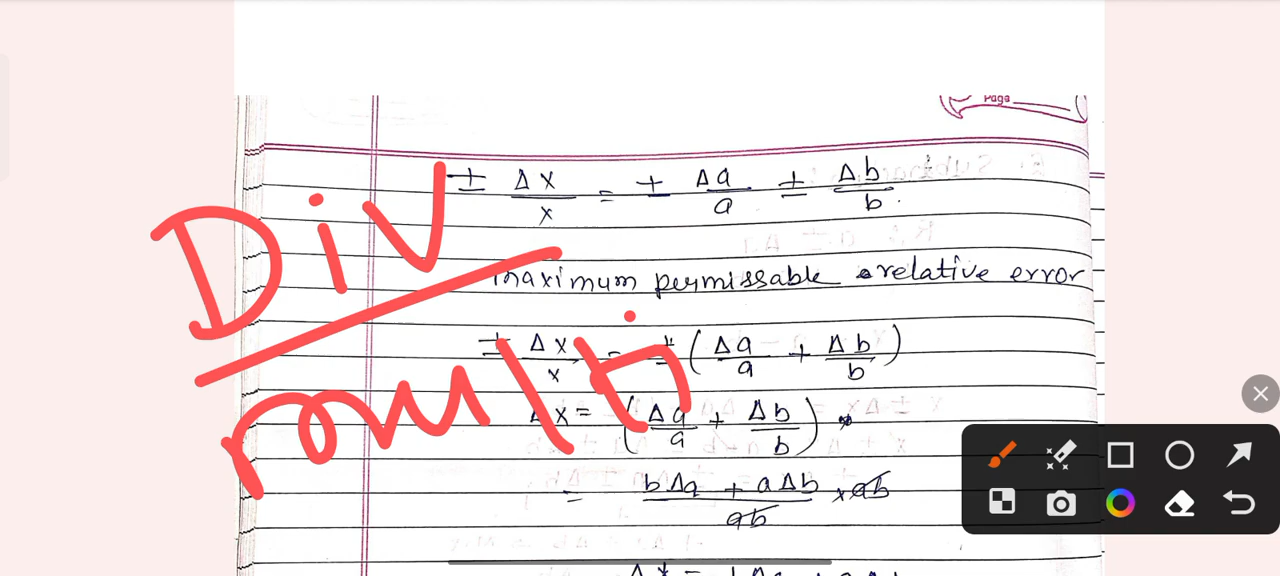 Page
± Δx/x = ± Δa/a ± Δb/b.
Div
maximum permissable relative error
± Δx/x = ± (Δa/a + Δb/b)
multi
Δx = (Δa/a + Δb/b)
= bΔa + aΔb/ab × ab